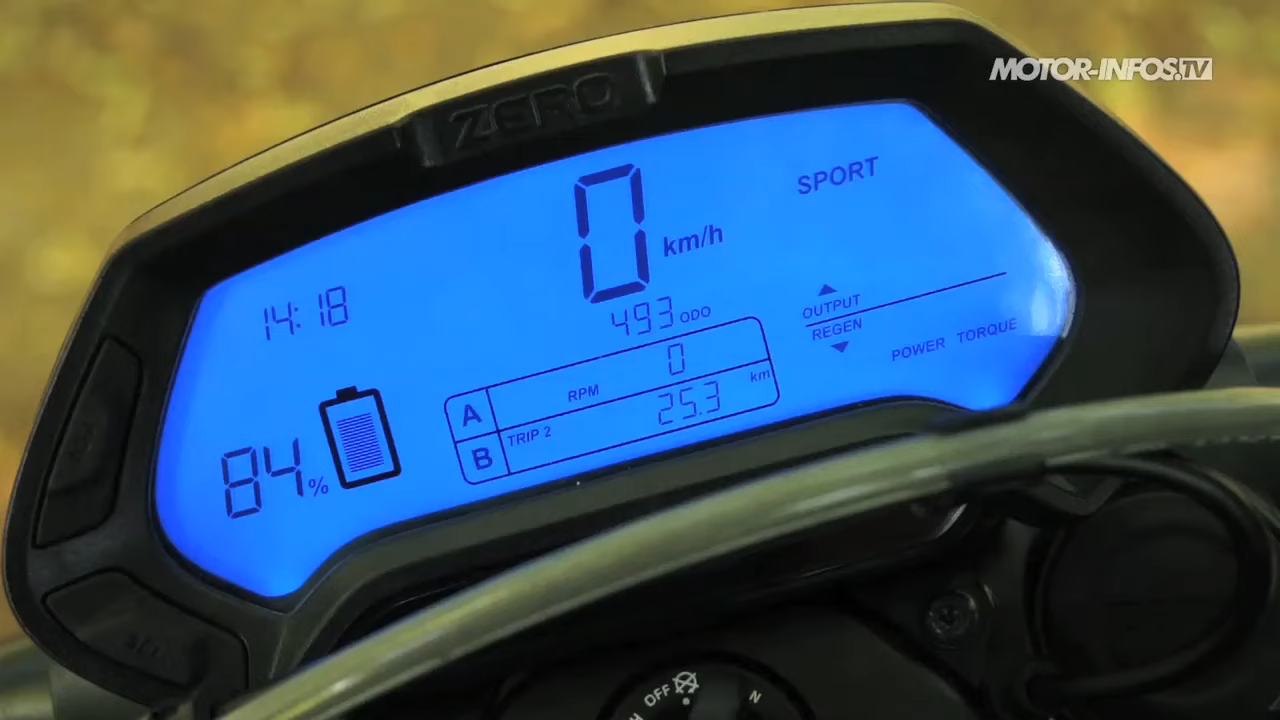 MOTOR-INFOS.TV
ZERO
0 km/h
SPORT
14:18
493 ODO
OUTPUT
REGEN
POWER TORQUE
A RPM 0
B TRIP 2 25.3 km
84%
OFF
N